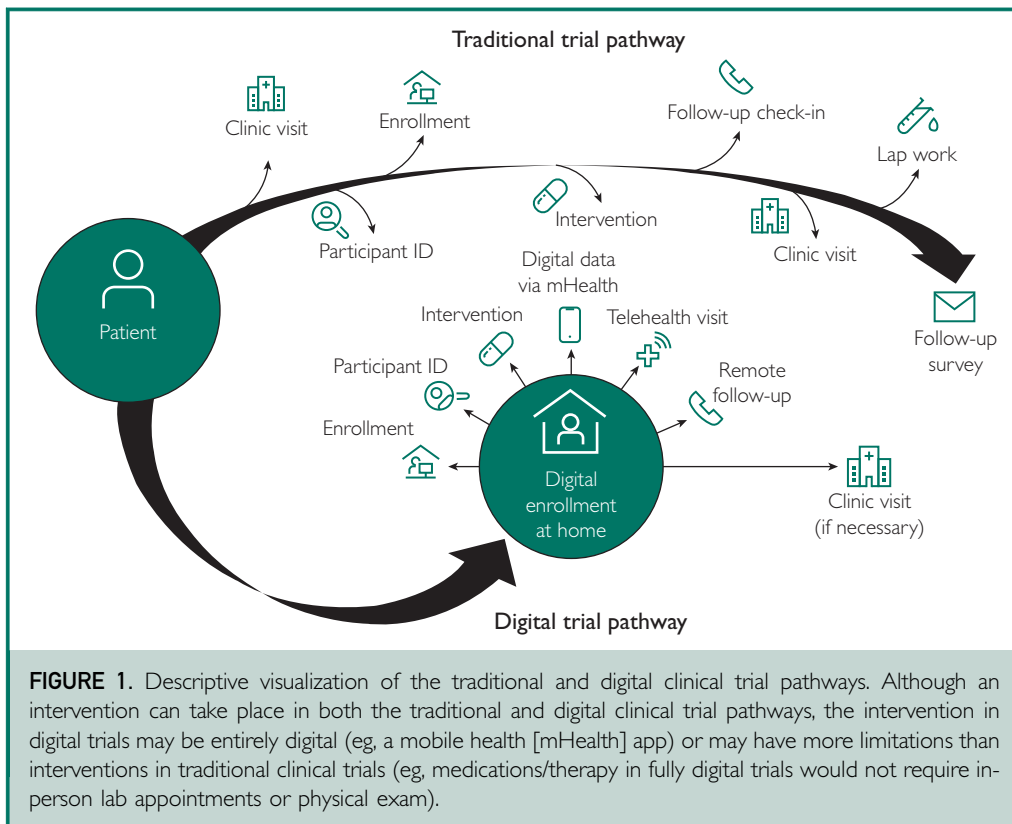 Traditional trial pathway
Clinic visit
Enrollment
Follow-up check-in
Lap work
Participant ID
Intervention
Clinic visit
Follow-up
survey
Patient
Digital data
via mHealth
Intervention
Telehealth visit
Participant ID
Remote
follow-up
Enrollment
Digital
enrollment
at home
Clinic visit
(if necessary)
Digital trial pathway
FIGURE 1. Descriptive visualization of the traditional and digital clinical trial pathways. Although an
intervention can take place in both the traditional and digital clinical trial pathways, the intervention in
digital trials may be entirely digital (eg, a mobile health [mHealth] app) or may have more limitations than
interventions in traditional clinical trials (eg, medications/therapy in fully digital trials would not require in-
person lab appointments or physical exam).